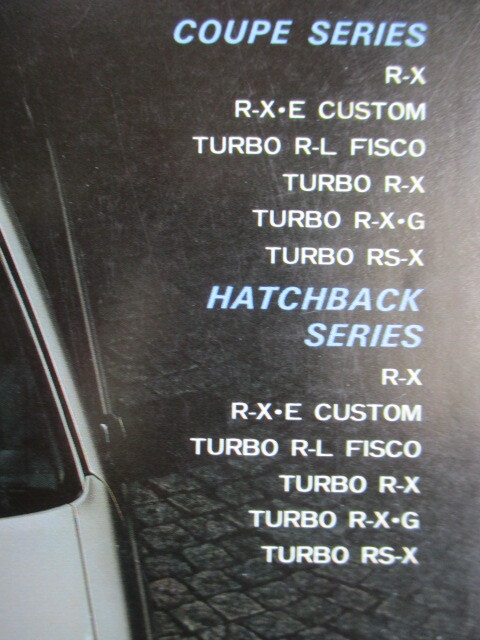 COUPE SERIES
R-X
R-X•E CUSTOM
TURBO R-L FISCO
TURBO R-X
TURBO R-X•G
TURBO RS-X
HATCHBACK
SERIES
R-X
R-X•E CUSTOM
TURBO R-L FISCO
TURBO R-X
TURBO R-X•G
TURBO RS-X